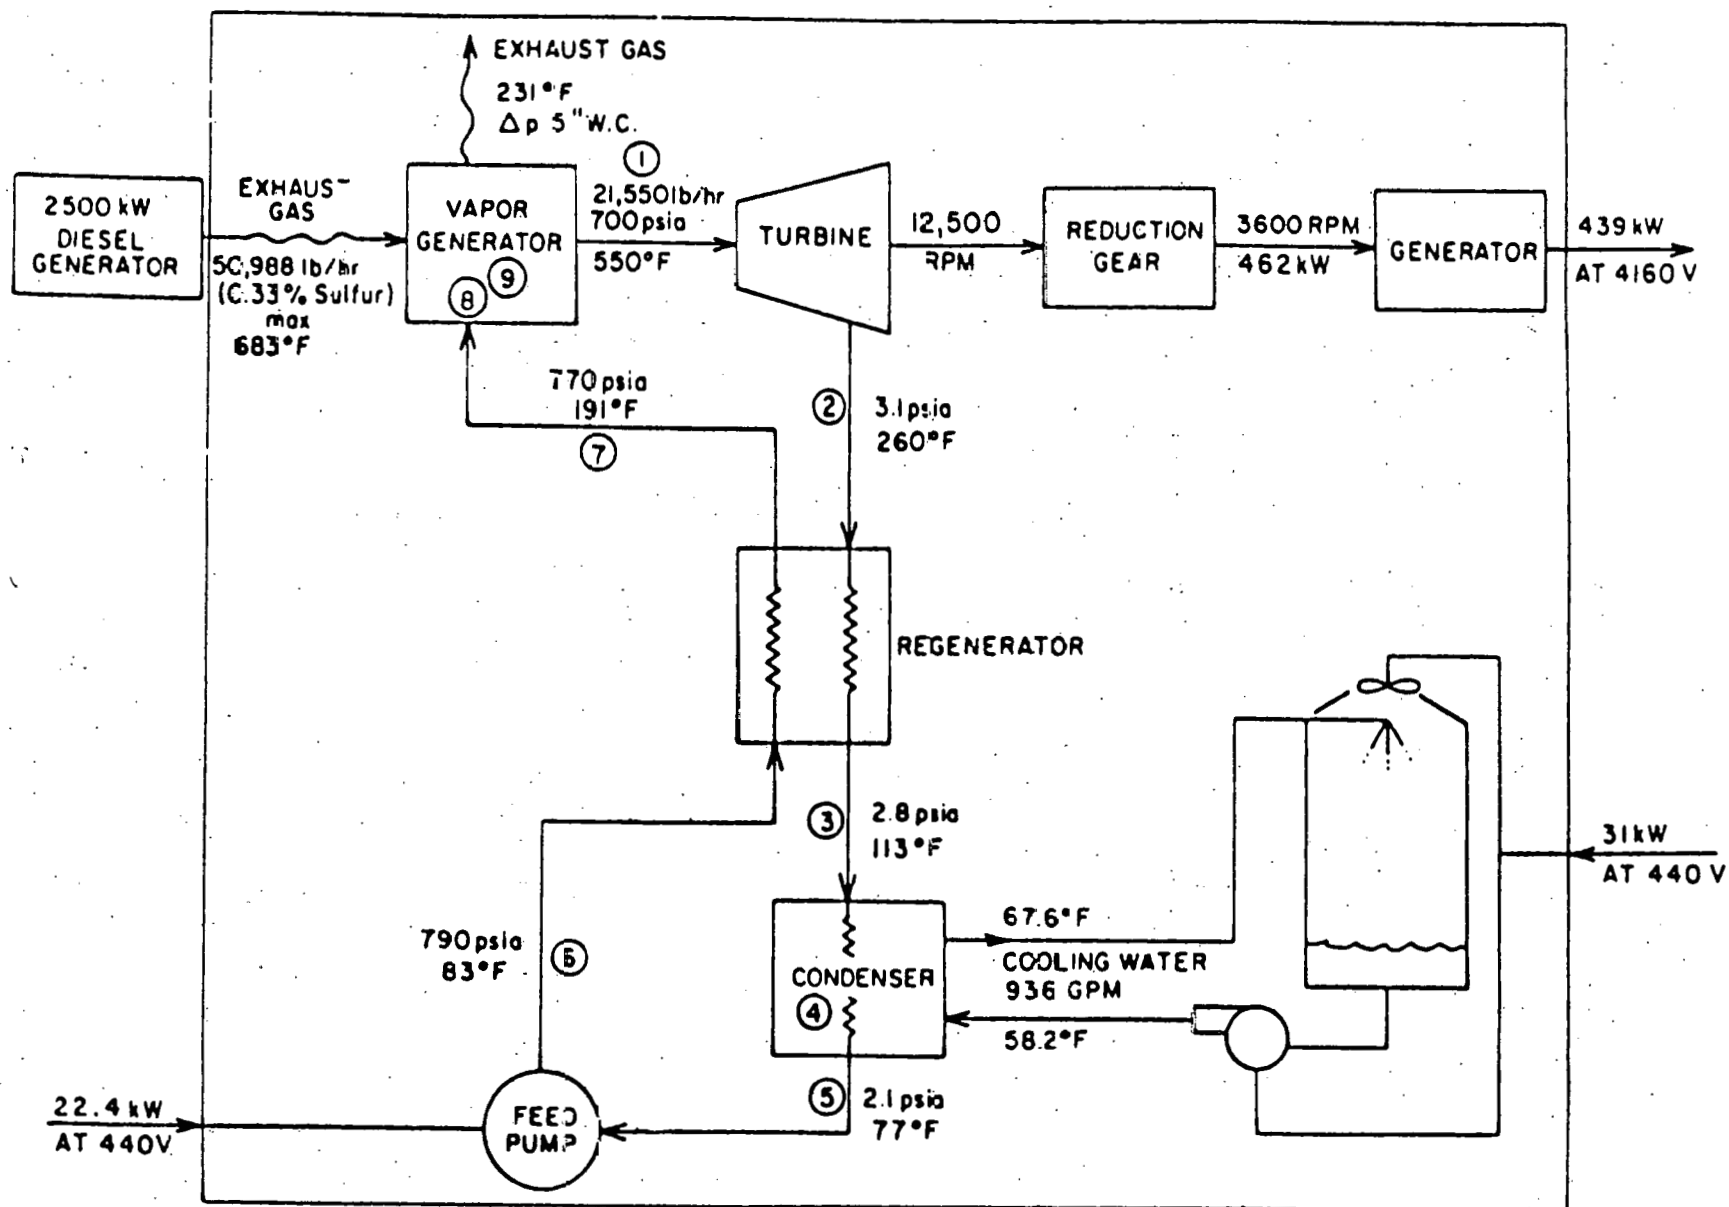 EXHAUST GAS
231°F
Δp 5" W.C.
①
2500 kW
DIESEL
GENERATOR
EXHAUST
GAS
50,988 lb/hr
(0.33% Sulfur)
max
683°F
VAPOR
GENERATOR
⑨
⑧
21,550 lb/hr
700 psia
550°F
TURBINE
12,500
RPM
REDUCTION
GEAR
3600 RPM
462 kW
GENERATOR
439 kW
AT 4160 V
770 psia
191°F
⑦
②
3.1 psia
260°F
REGENERATOR
③
2.8 psia
113°F
31 kW
AT 440 V
790 psia
83°F
⑥
CONDENSER
④
67.6°F
COOLING WATER
936 GPM
58.2°F
⑤
2.1 psia
77°F
22.4 kW
AT 440V
FEED
PUMP